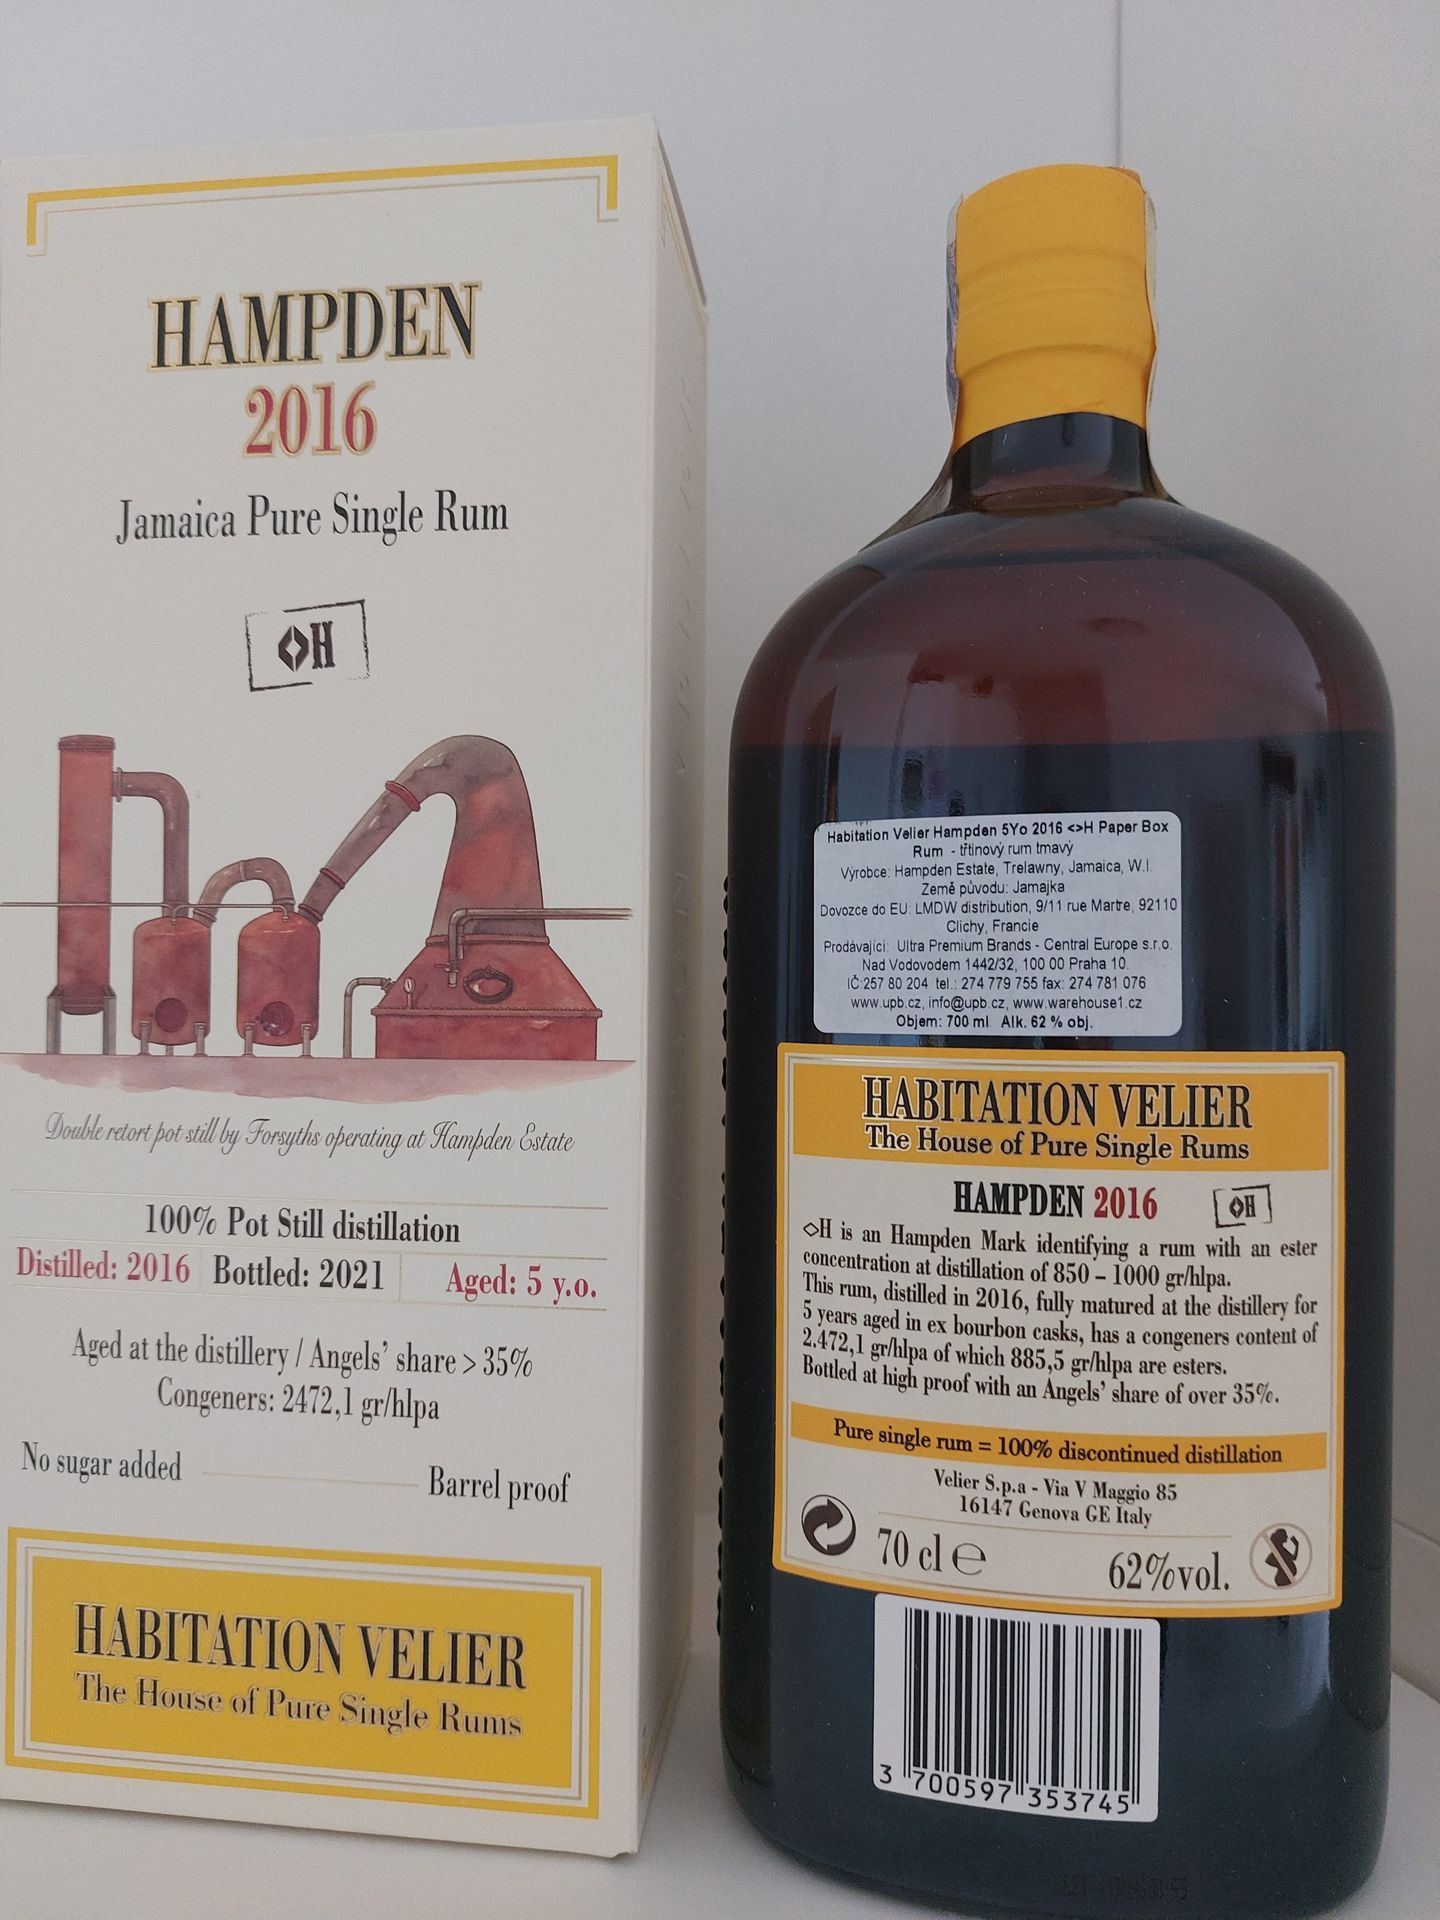 HAMPDEN
2016
Jamaica Pure Single Rum
<>H
Double retort pot still by Forsyths operating at Hampden Estate
100% Pot Still distillation
Distilled: 2016 Bottled: 2021 Aged: 5 y.o.
Aged at the distillery / Angels' share > 35%
Congeners: 2472,1 gr/hlpa
No sugar added Barrel proof
HABITATION VELIER
The House of Pure Single Rums
Habitation Velier Hampden 5Yo 2016 <>H Paper Box
Rum - třtinový rum tmavý
Výrobce: Hampden Estate, Trelawny, Jamaica, W.I.
Země původu: Jamajka
Dovozce do EU: LMDW distribution, 9/11 rue Martre, 92110
Clichy, Francie
Prodávající: Ultra Premium Brands - Central Europe s.r.o.
Nad Vodovodem 1442/32, 100 00 Praha 10.
IČ:257 80 204 tel.: 274 779 755 fax: 274 781 076
www.upb.cz, info@upb.cz, www.warehouse1.cz
Objem: 700 ml Alk. 62 % obj.
HABITATION VELIER
The House of Pure Single Rums
HAMPDEN 2016 <>H
<>H is an Hampden Mark identifying a rum with an ester
concentration at distillation of 850 – 1000 gr/hlpa.
This rum, distilled in 2016, fully matured at the distillery for
5 years aged in ex bourbon casks, has a congeners content of
2.472,1 gr/hlpa of which 885,5 gr/hlpa are esters.
Bottled at high proof with an Angels' share of over 35%.
Pure single rum = 100% discontinued distillation
Velier S.p.a - Via V Maggio 85
16147 Genova GE Italy
70 cl ℮ 62%vol.
3 700597 353745